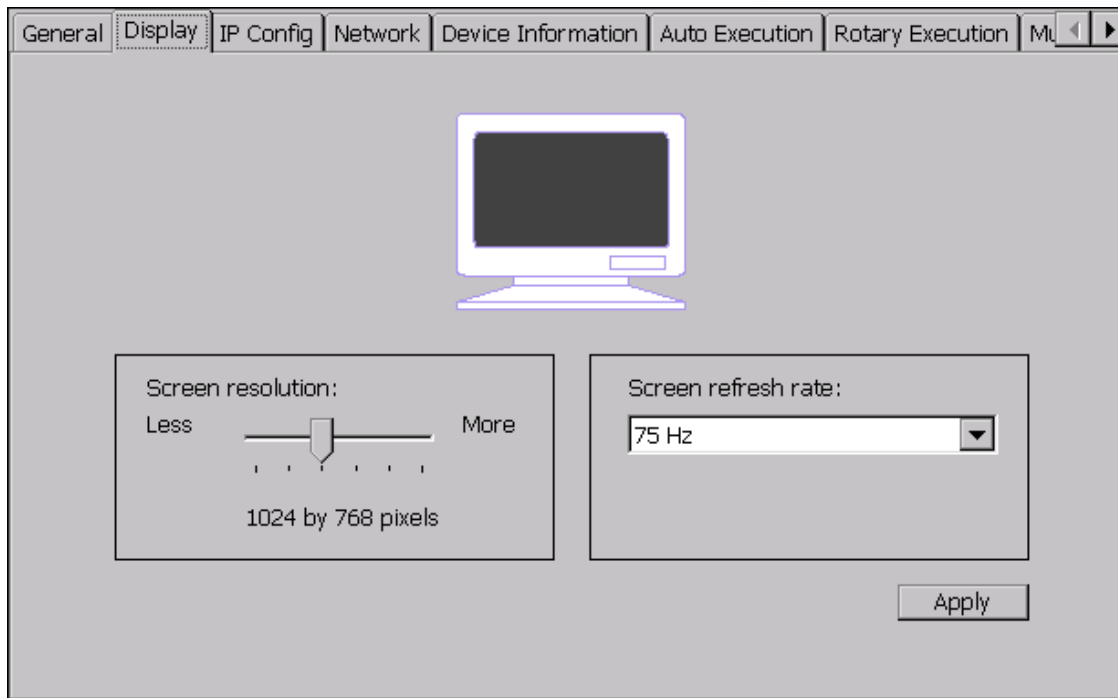 General Display IP Config Network Device Information Auto Execution Rotary Execution
Screen resolution:
Less More
1024 by 768 pixels
Screen refresh rate:
75 Hz
Apply